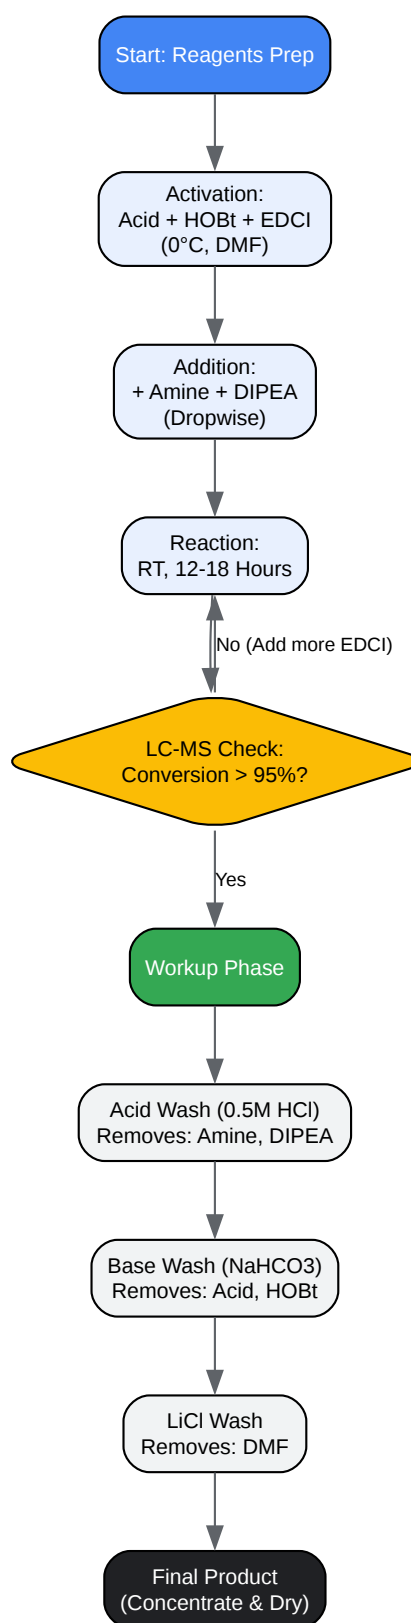 Start: Reagents Prep
Activation:
Acid + HOBt + EDCI
(0°C, DMF)
Addition:
+ Amine + DIPEA
(Dropwise)
Reaction:
RT, 12-18 Hours
No (Add more EDCI)
LC-MS Check:
Conversion > 95%?
Yes
Workup Phase
Acid Wash (0.5M HCl)
Removes: Amine, DIPEA
Base Wash (NaHCO3)
Removes: Acid, HOBt
LiCl Wash
Removes: DMF
Final Product
(Concentrate & Dry)